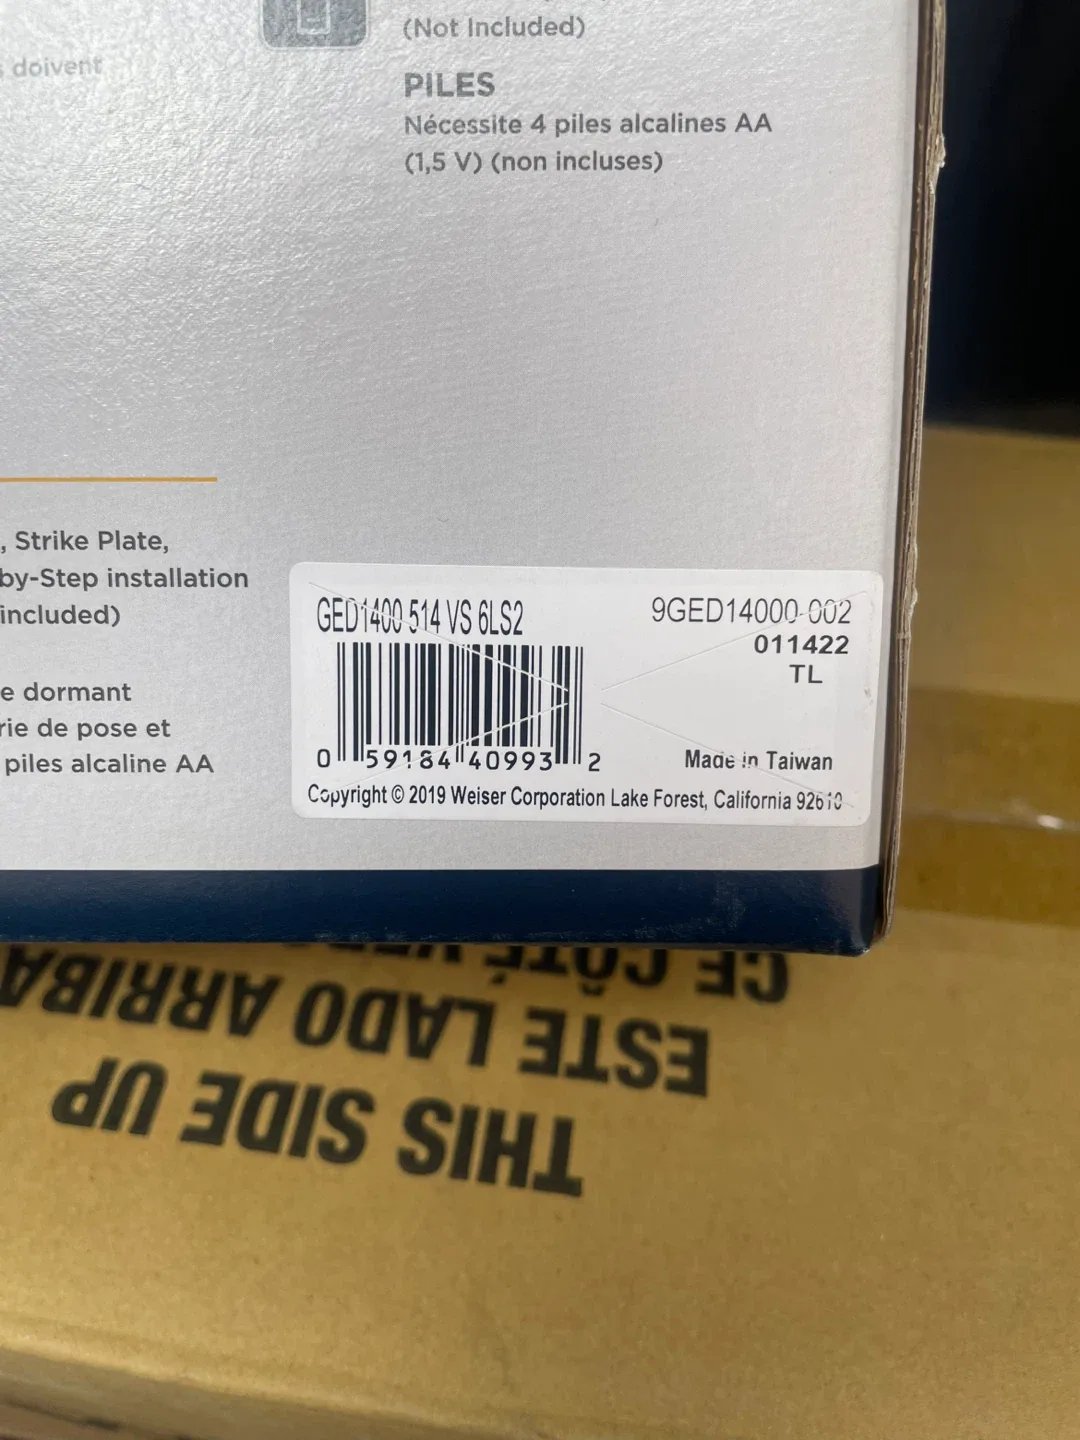 (Not Included)
s doivent
PILES
Nécessite 4 piles alcalines AA
(1,5 V) (non incluses)
, Strike Plate,
by-Step installation
included)
e dormant
rie de pose et
piles alcaline AA
GED1400 514 VS 6LS2
9GED14000-002
011422
TL
0 59184 40993 2
Made in Taiwan
Copyright © 2019 Weiser Corporation Lake Forest, California 92610
THIS SIDE UP
ESTE LADO ARRIBA
CE CÔTÉ